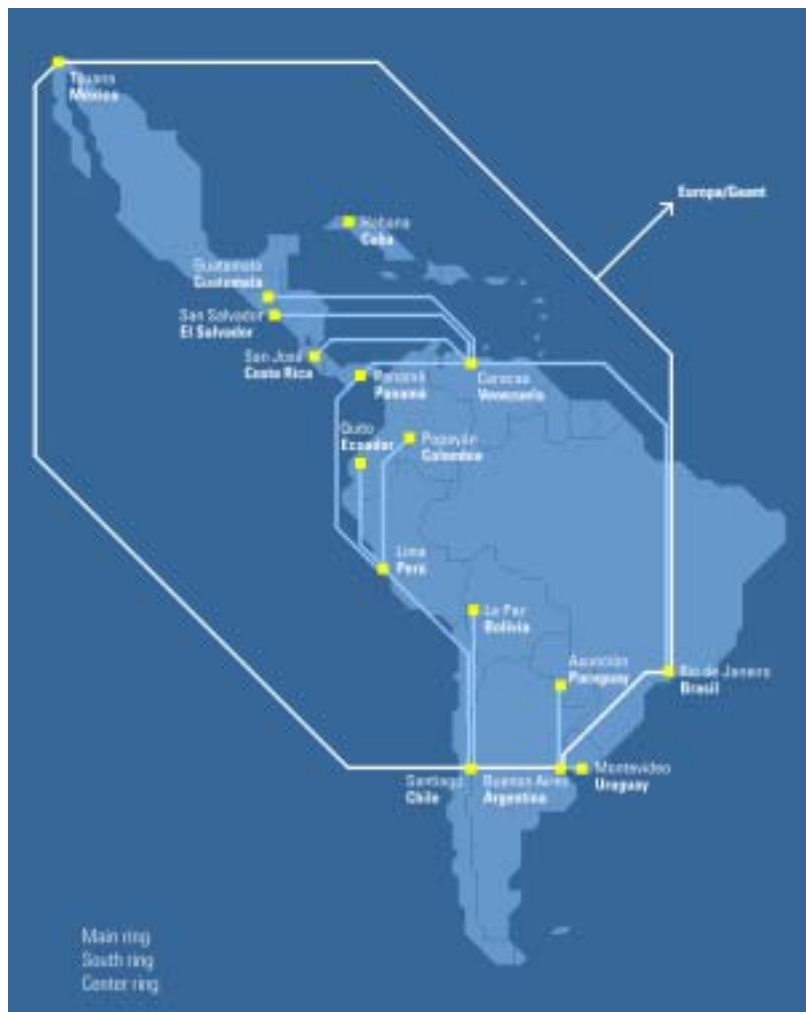 Tijuana
México
Europa/Geant
Habana
Cuba
Guatemala
Guatemala
San Salvador
El Salvador
San José
Costa Rica
Panamá
Panamá
Caracas
Venezuela
Quito
Ecuador
Popayán
Colombia
Lima
Perú
La Paz
Bolivia
Asunción
Paraguay
Rio de Janeiro
Brasil
Santiago
Chile
Buenos Aires
Argentina
Montevideo
Uruguay
Main ring
South ring
Center ring